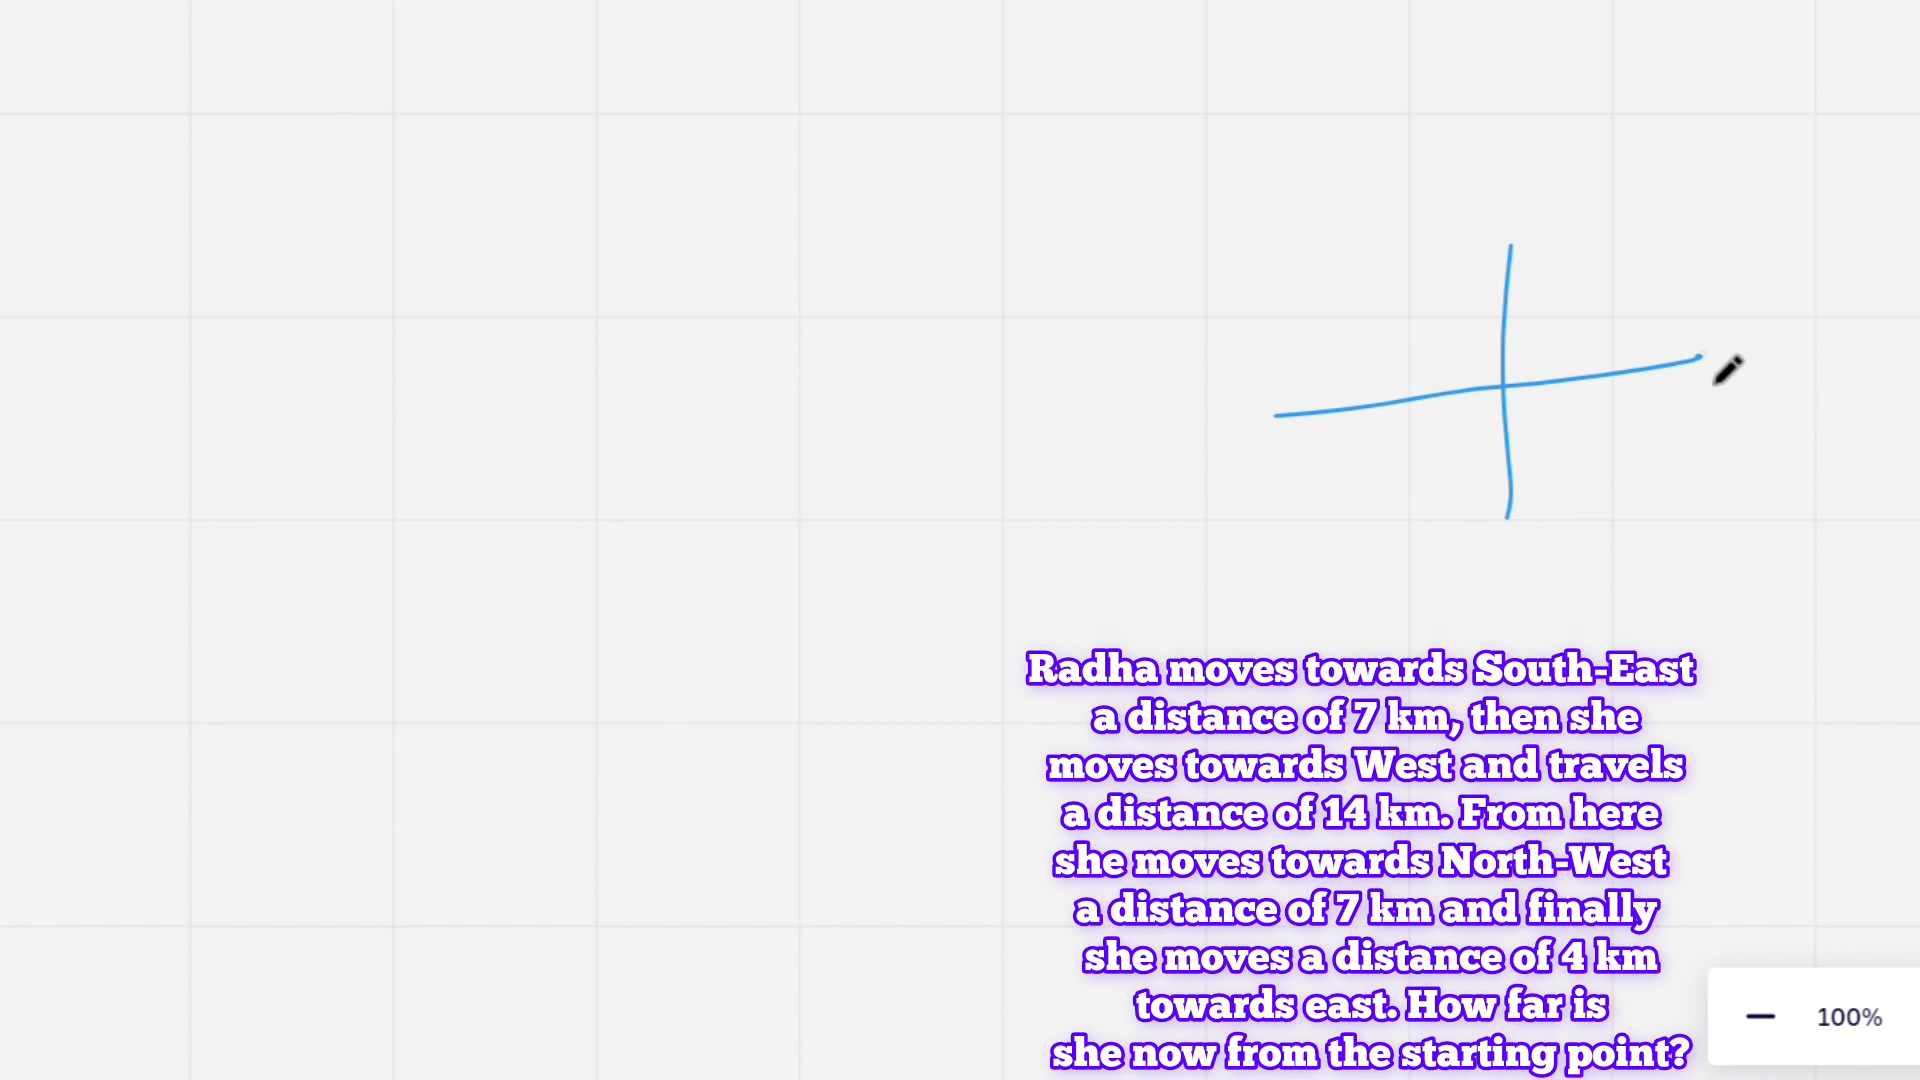 Radha moves towards South-East
a distance of 7 km, then she
moves towards West and travels
a distance of 14 km. From here
she moves towards North-West
a distance of 7 km and finally
she moves a distance of 4 km
towards east. How far is
she now from the starting point?
100%